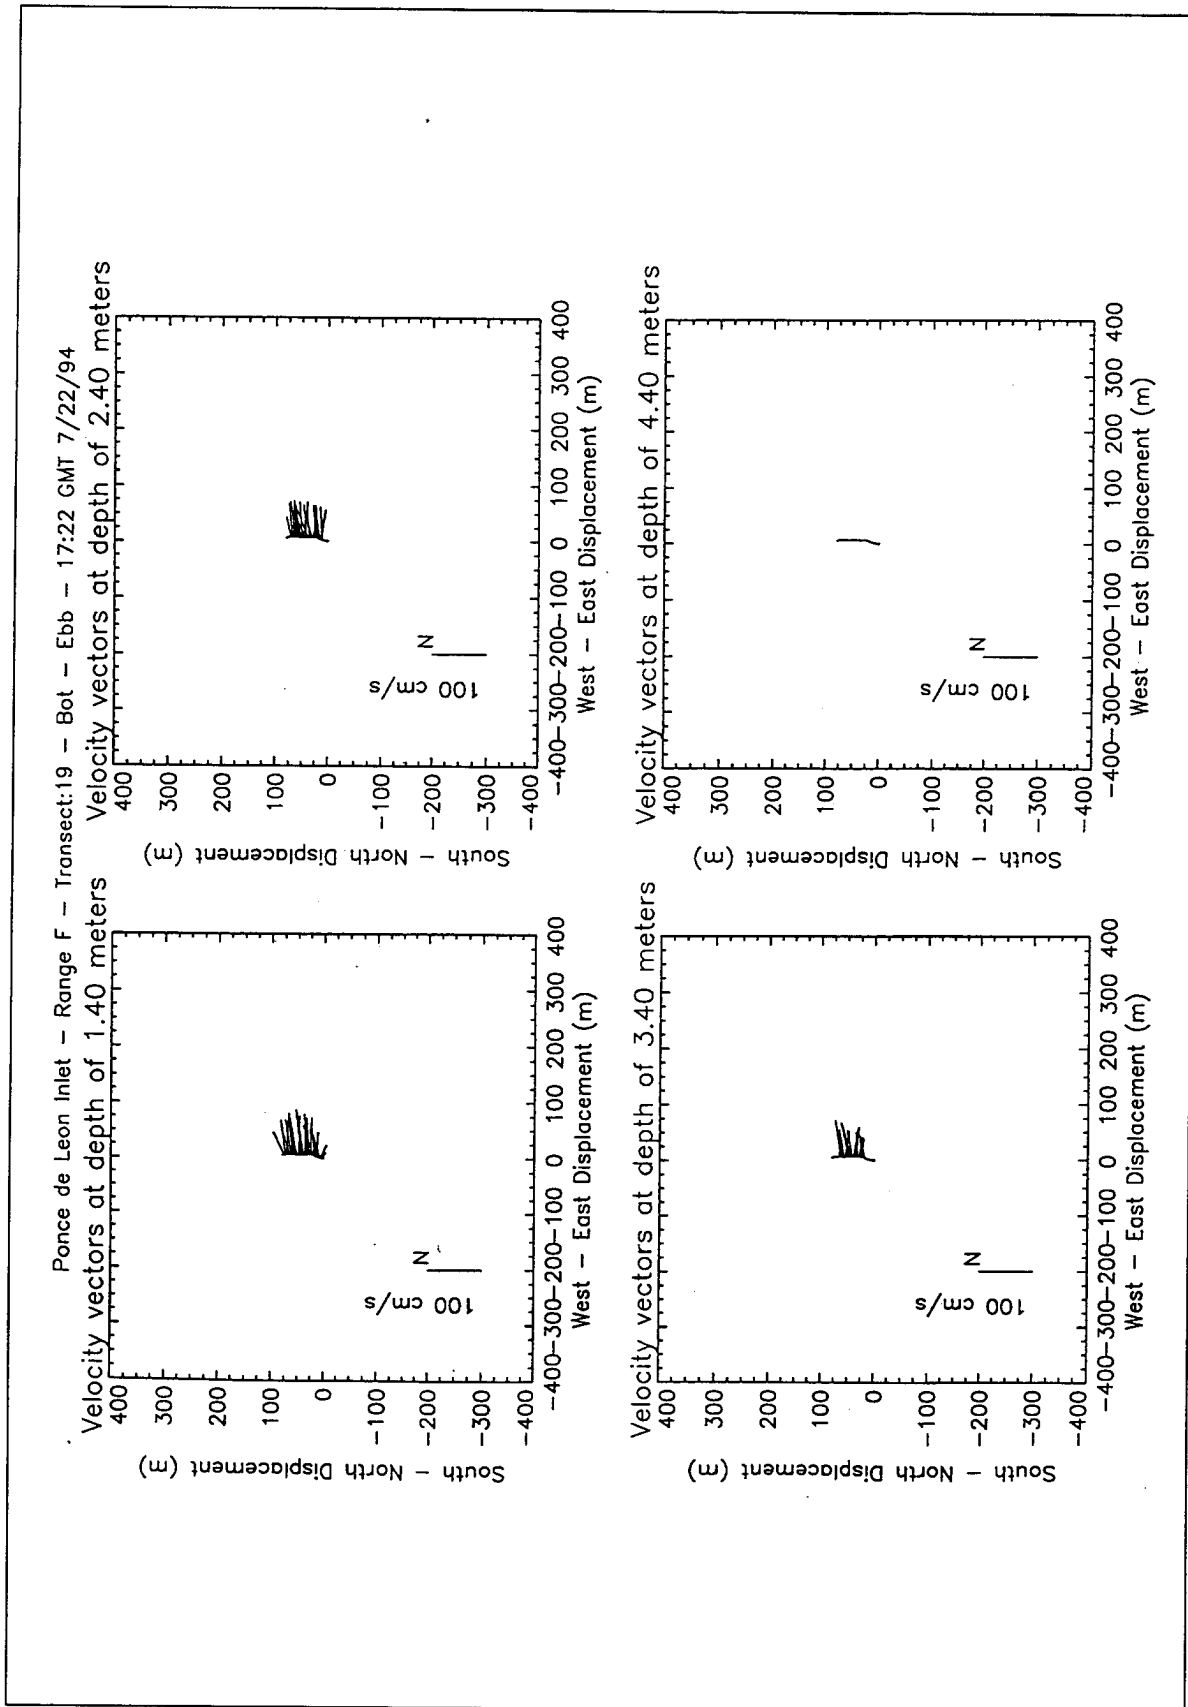 Ponce de Leon Inlet – Range F – Transect:19 – Bot – Ebb – 17:22 GMT 7/22/94
Velocity vectors at depth of 1.40 meters
South – North Displacement (m)
400
300
200
100
0
-100
-200
-300
-400
100 cm/s
N
-400-300-200-100 0 100 200 300 400
West – East Displacement (m)
Velocity vectors at depth of 2.40 meters
South – North Displacement (m)
400
300
200
100
0
-100
-200
-300
-400
100 cm/s
N
-400-300-200-100 0 100 200 300 400
West – East Displacement (m)
Velocity vectors at depth of 3.40 meters
South – North Displacement (m)
400
300
200
100
0
-100
-200
-300
-400
100 cm/s
N
-400-300-200-100 0 100 200 300 400
West – East Displacement (m)
Velocity vectors at depth of 4.40 meters
South – North Displacement (m)
400
300
200
100
0
-100
-200
-300
-400
100 cm/s
N
-400-300-200-100 0 100 200 300 400
West – East Displacement (m)